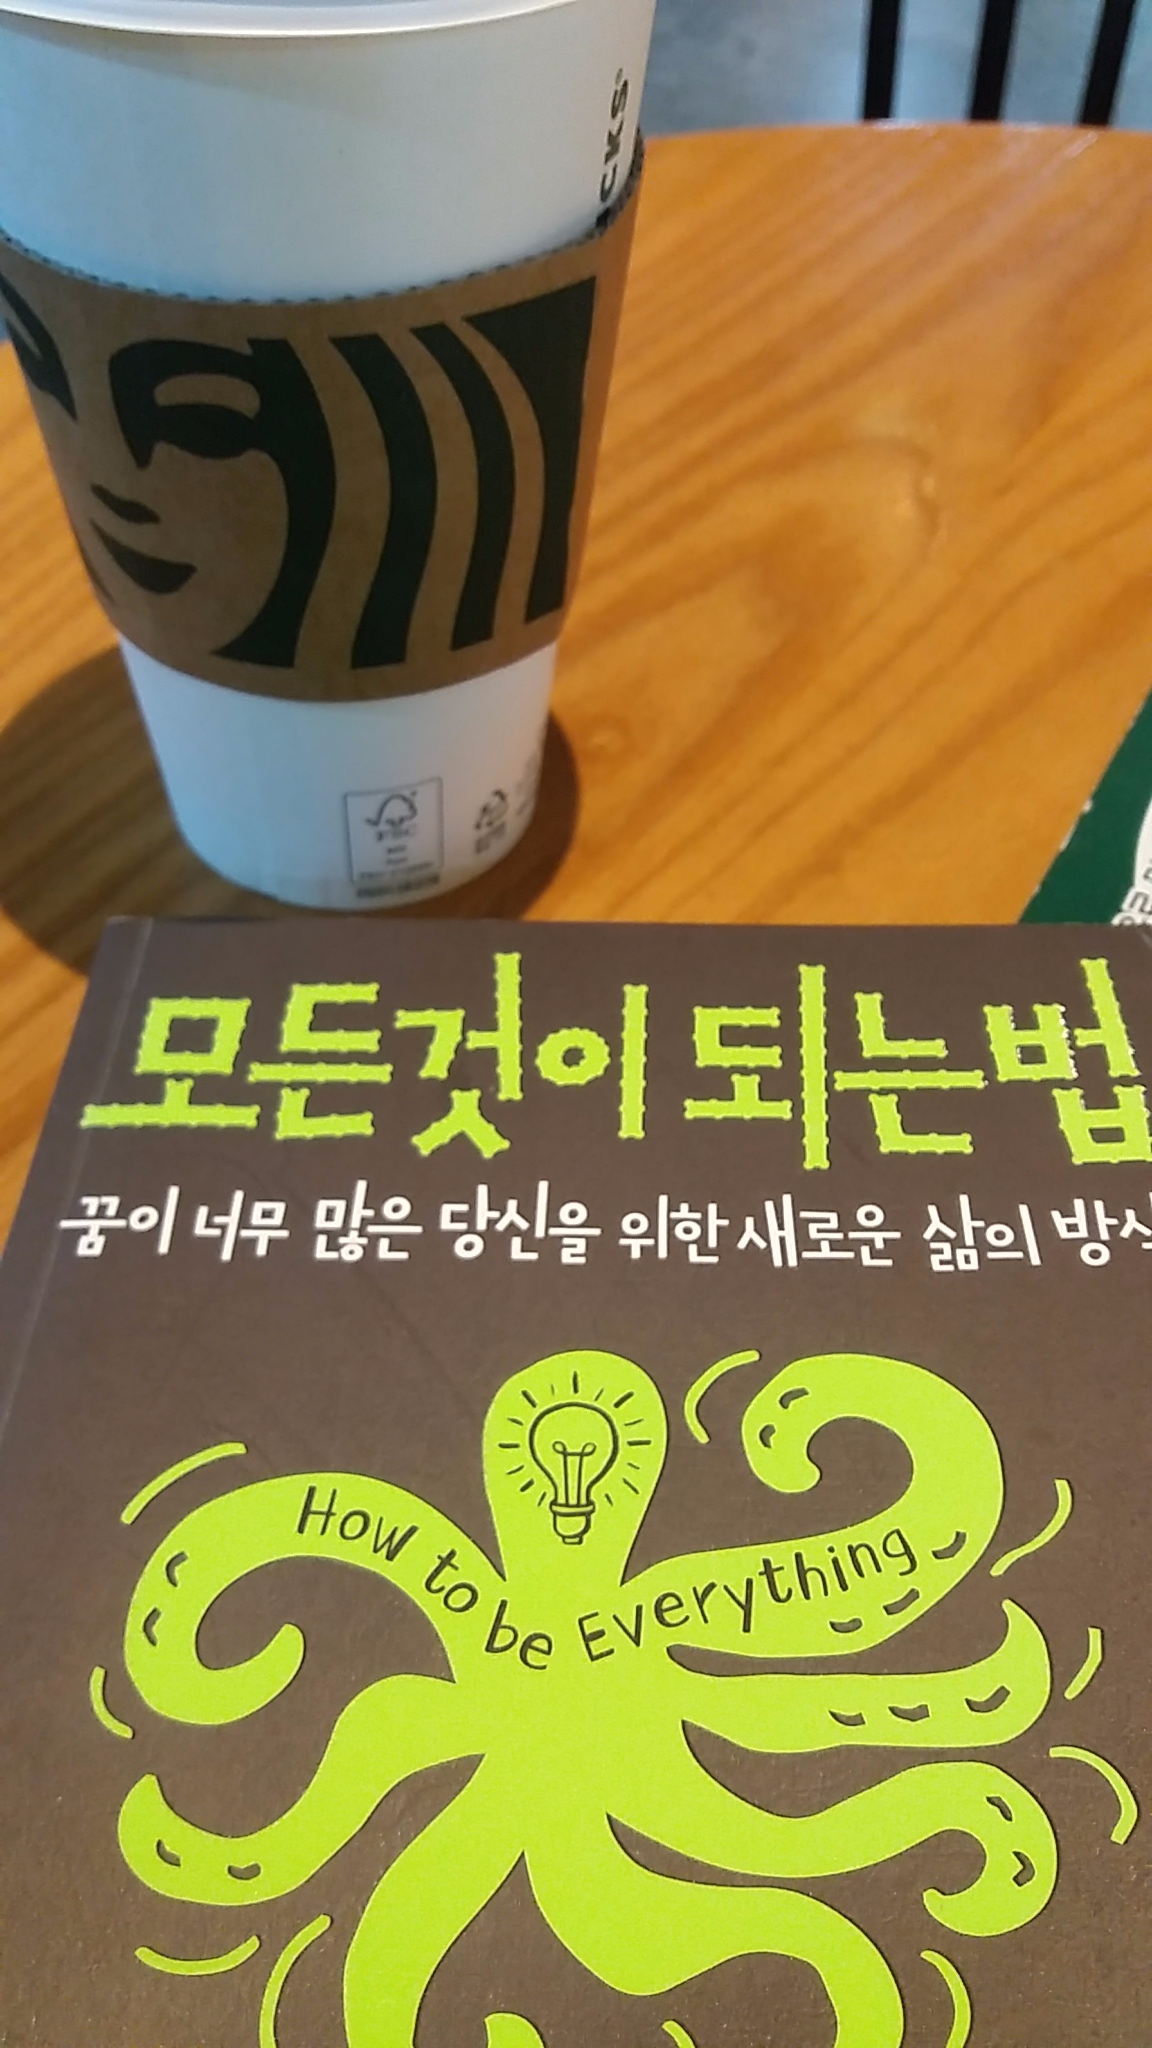 CKS
모든것이 되는 법
꿈이 너무 많은 당신을 위한 새로운 삶의 방식
How to be Everything